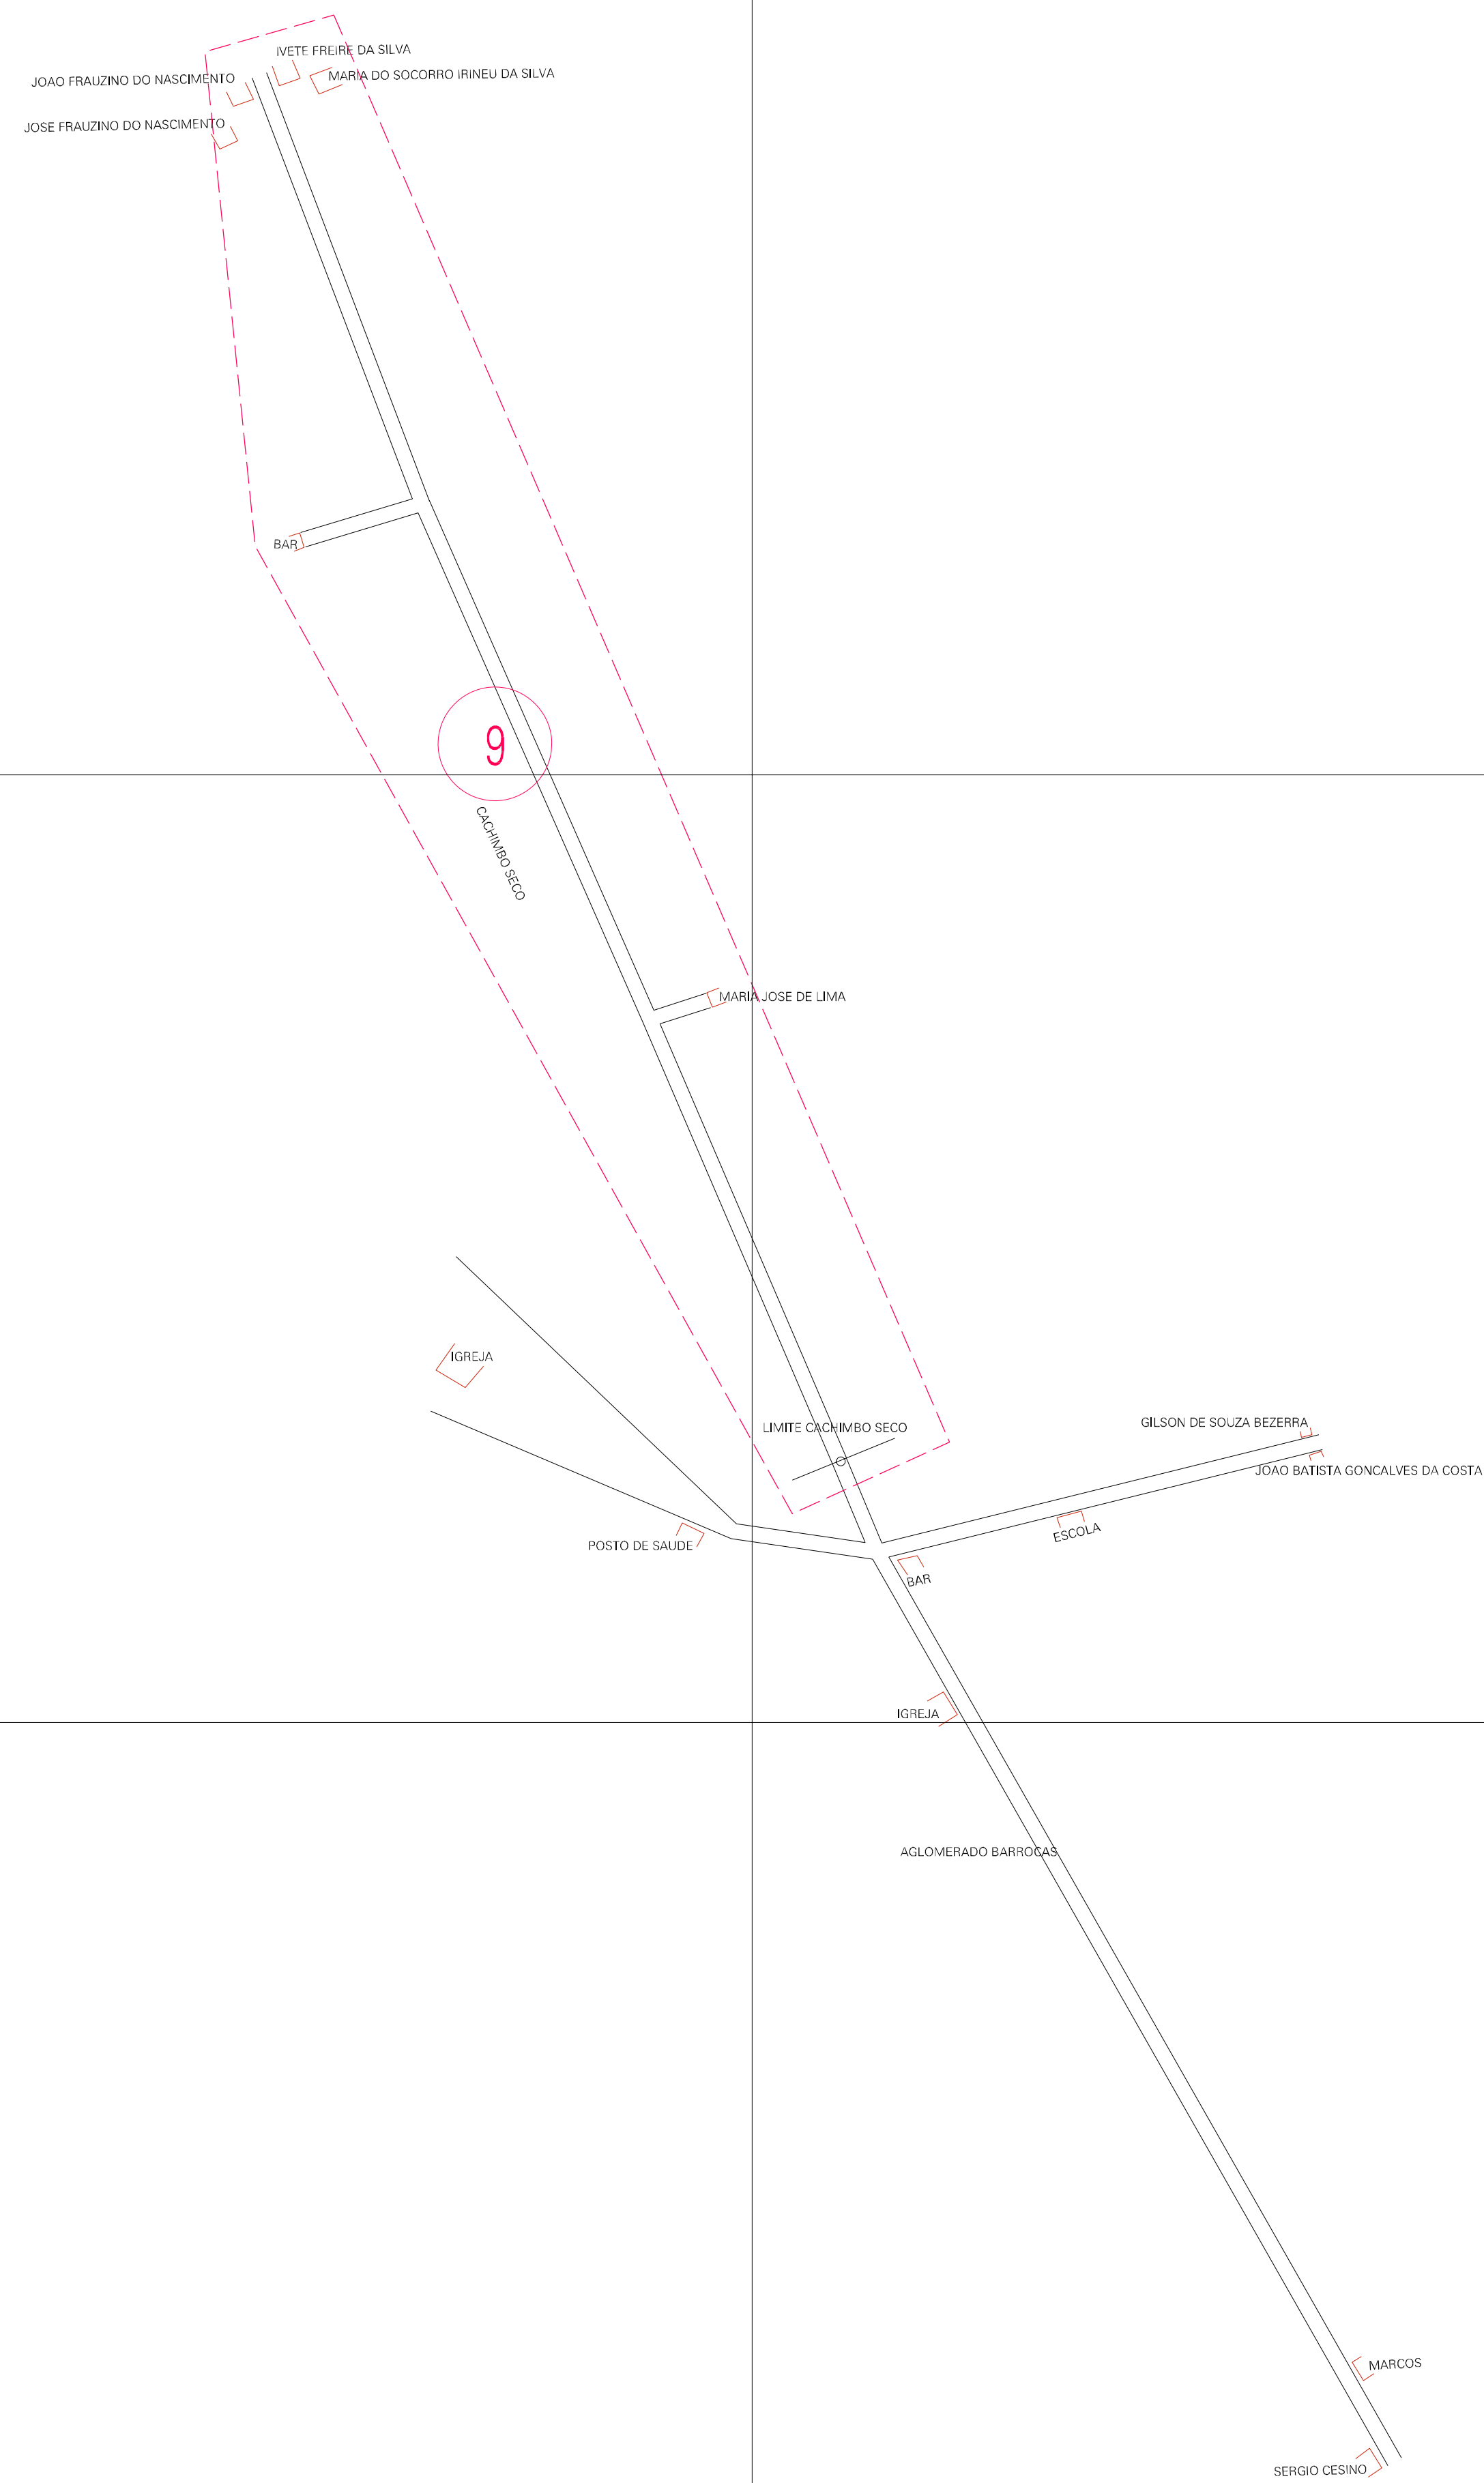 IVETE FREIRE DA SILVA
MARIA DO SOCORRO IRINEU DA SILVA
JOAO FRAUZINO DO NASCIMENTO
JOSE FRAUZINO DO NASCIMENTO
BAR
9
CACHIMBO SECO
MARIA JOSE DE LIMA
IGREJA
LIMITE CACHIMBO SECO
GILSON DE SOUZA BEZERRA
JOAO BATISTA GONCALVES DA COSTA
ESCOLA
POSTO DE SAUDE
BAR
IGREJA
AGLOMERADO BARROCAS
MARCOS
SERGIO CESINO